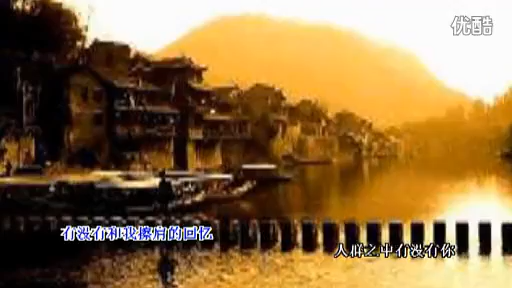 优酷
有没有和我擦肩的回忆
人群之中有没有你